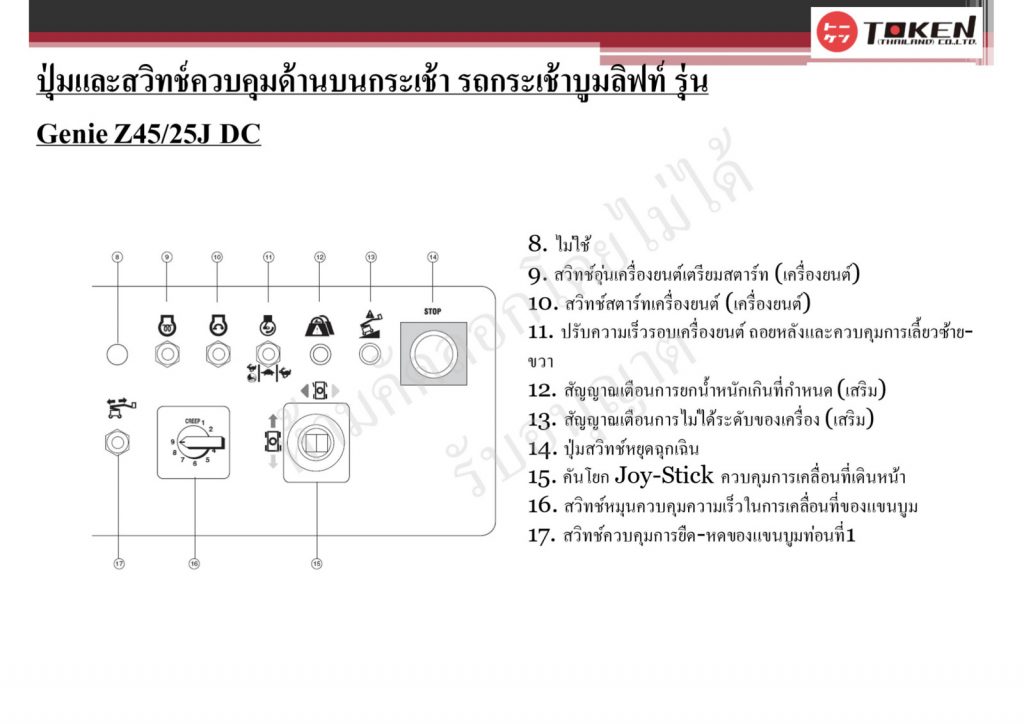 トーケン TOKEN
(THAILAND) CO.,LTD.
ปุ่มและสวิทช์ควบคุมด้านบนกระเช้า รถกระเช้าบูมลิฟท์ รุ่น
Genie Z45/25J DC
8 9 10 11 12 13 14
STOP
CREEP 1
2
4
5
6
7
8
9
17 16 15
8. ไม่ใช้
9. สวิทช์อุ่นเครื่องยนต์เตรียมสตาร์ท (เครื่องยนต์)
10. สวิทช์สตาร์ทเครื่องยนต์ (เครื่องยนต์)
11. ปรับความเร็วรอบเครื่องยนต์ ถอยหลังและควบคุมการเลี้ยวซ้าย-
ขวา
12. สัญญาณเตือนการยกน้ำหนักเกินที่กำหนด (เสริม)
13. สัญญาณเตือนการไม่ได้ระดับของเครื่อง (เสริม)
14. ปุ่มสวิทช์หยุดฉุกเฉิน
15. คันโยก Joy-Stick ควบคุมการเคลื่อนที่เดินหน้า
16. สวิทช์หมุนควบคุมความเร็วในการเคลื่อนที่ของแขนบูม
17. สวิทช์ควบคุมการยืด-หดของแขนบูมท่อนที่1
ห้ามคัดลอกโดยไม่ได้
รับอนุญาต